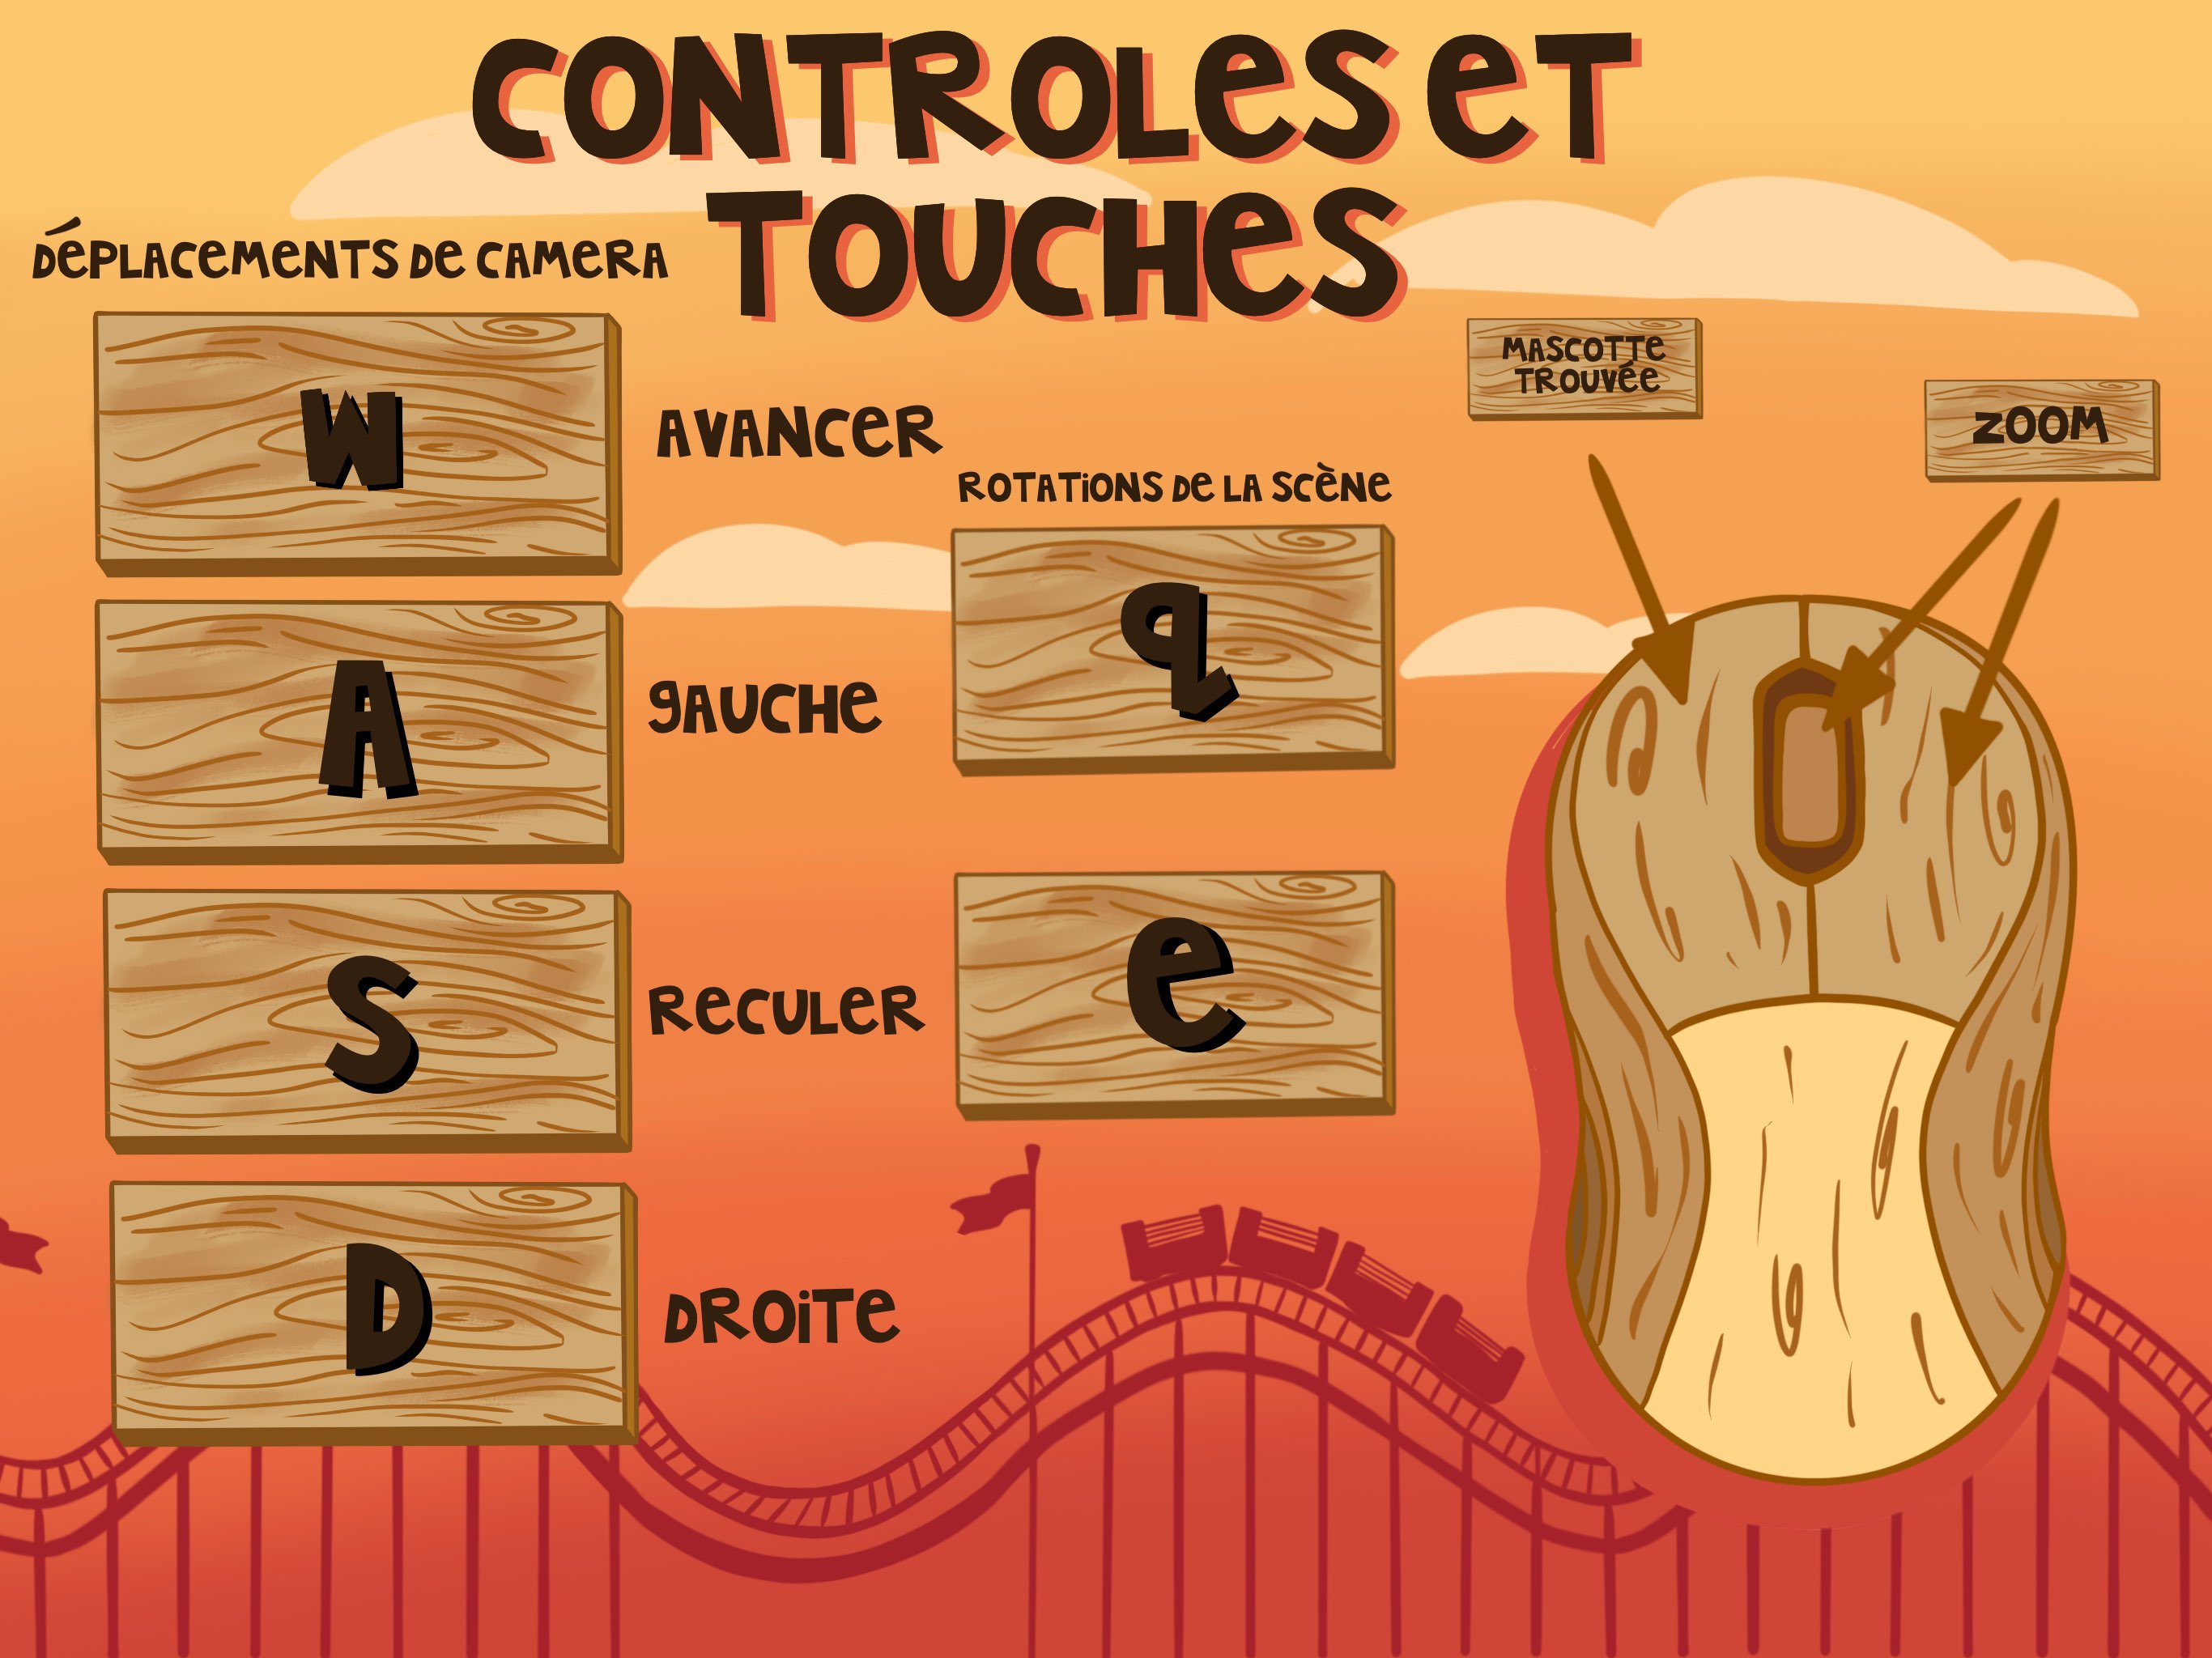 CONTROLES ET
TOUCHES
DÉPLACEMENTS DE CAMERA
W
AVANCER
A
GAUCHE
S
RECULER
D
DROITE
ROTATIONS DE LA SCÈNE
q
e
MASCOTTE
TROUVÉE
ZOOM